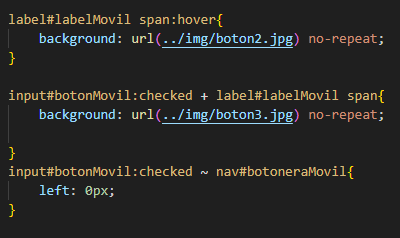 label#labelMovil span:hover{
    background: url(../img/boton2.jpg) no-repeat;
}

input#botonMovil:checked + label#labelMovil span{
    background: url(../img/boton3.jpg) no-repeat;

}
input#botonMovil:checked ~ nav#botoneraMovil{
    left: 0px;
}